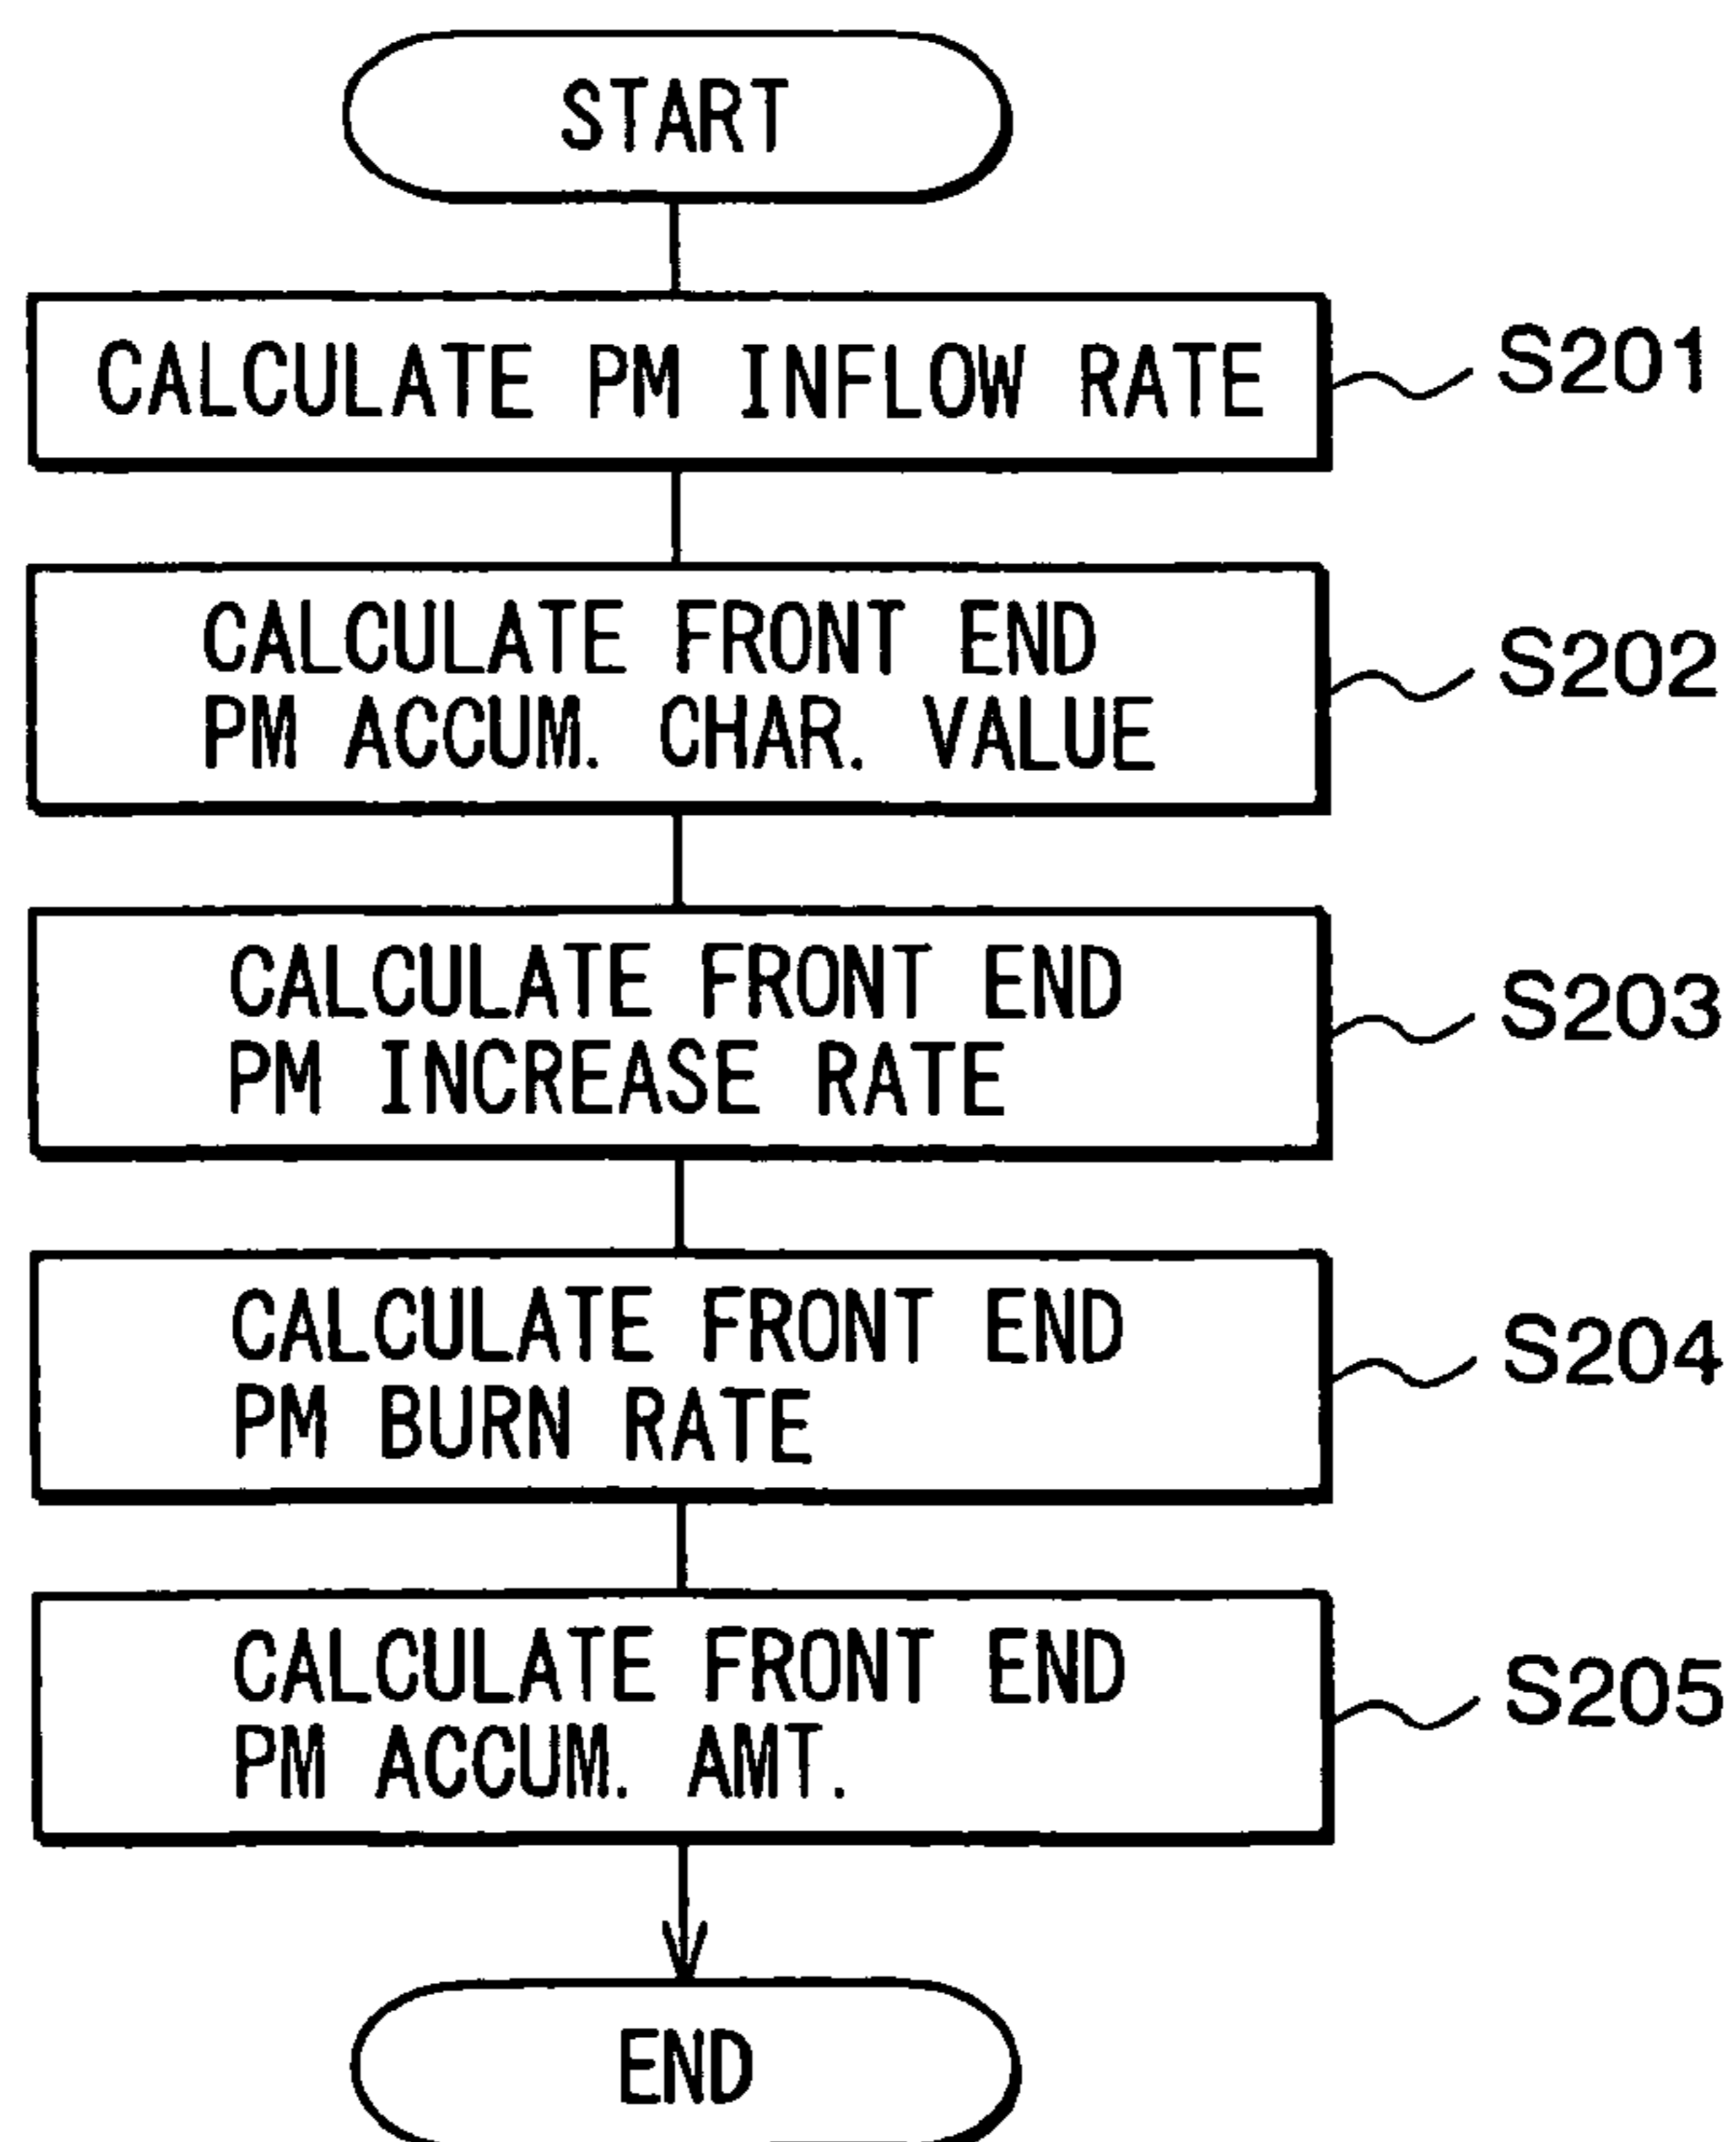 START
CALCULATE PM INFLOW RATE
S201
CALCULATE FRONT END
PM ACCUM. CHAR. VALUE
S202
CALCULATE FRONT END
PM INCREASE RATE
S203
CALCULATE FRONT END
PM BURN RATE
S204
CALCULATE FRONT END
PM ACCUM. AMT.
S205
END